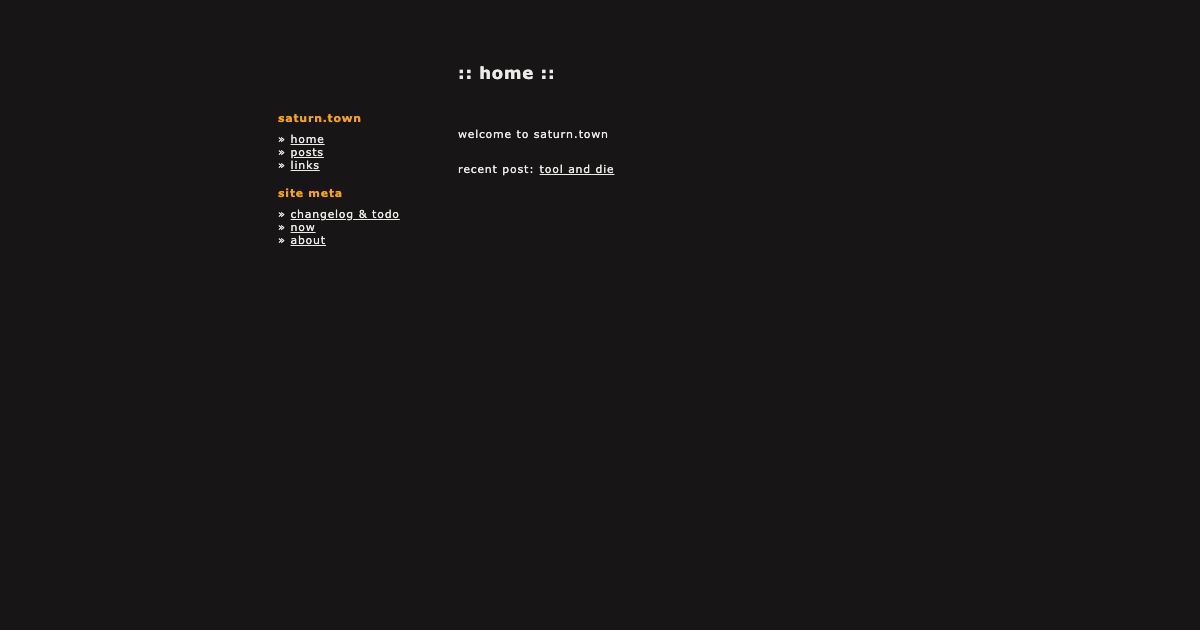 :: home ::
saturn.town
» home
» posts
» links
site meta
» changelog & todo
» now
» about
welcome to saturn.town
recent post: tool and die